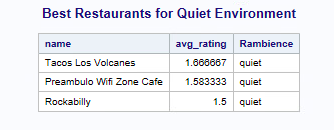 Best Restaurants for Quiet Environment
name avg_rating Rambience
Tacos Los Volcanes 1.666667 quiet
Preambulo Wifi Zone Cafe 1.583333 quiet
Rockabilly 1.5 quiet